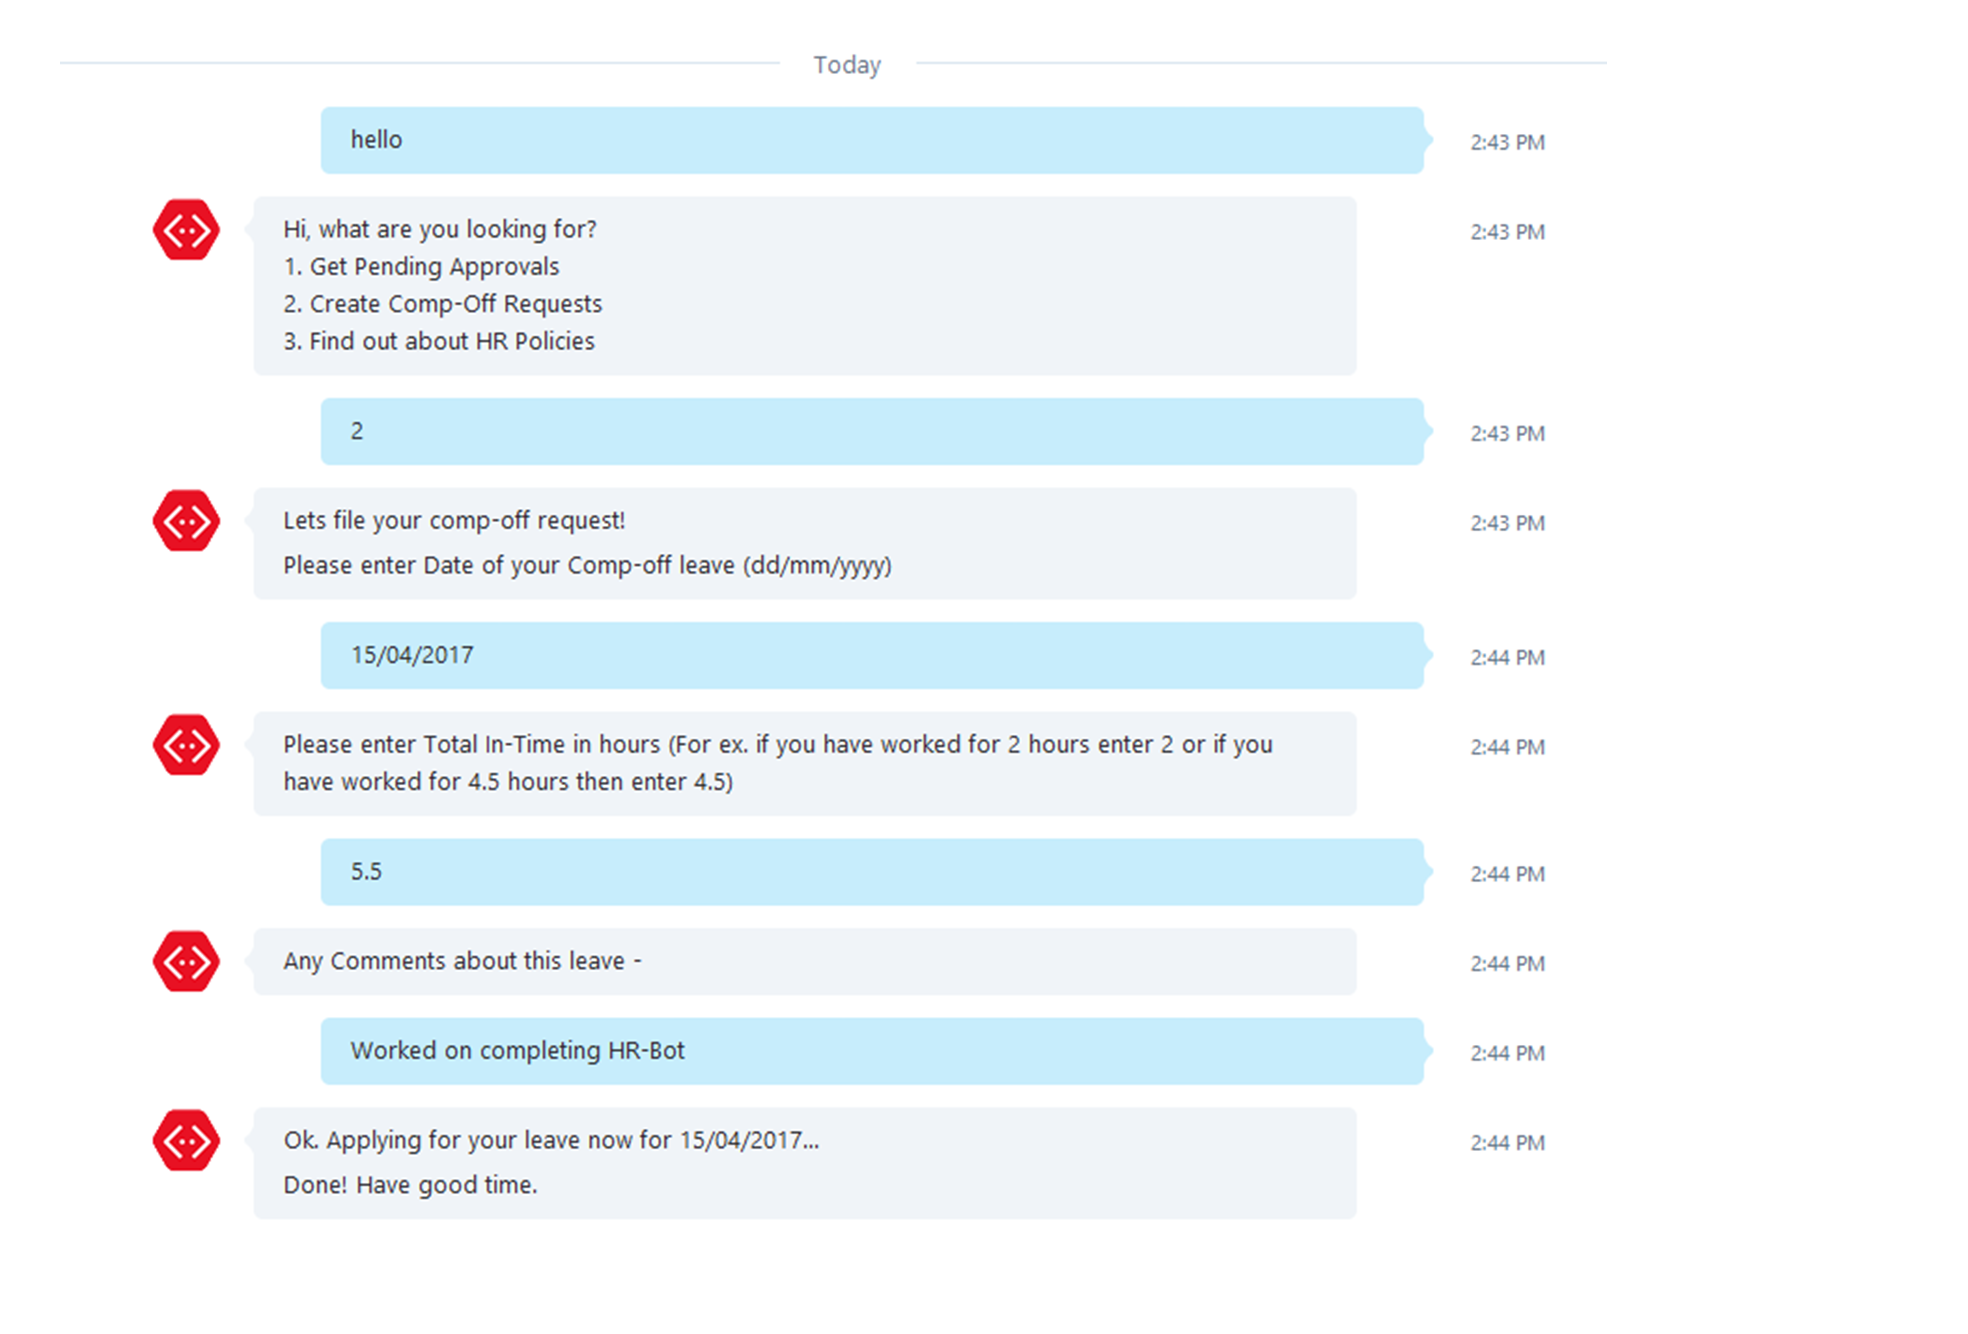 Today
hello
2:43 PM
Hi, what are you looking for?
2:43 PM
1. Get Pending Approvals
2. Create Comp-Off Requests
3. Find out about HR Policies
2
2:43 PM
Lets file your comp-off request!
2:43 PM
Please enter Date of your Comp-off leave (dd/mm/yyyy)
15/04/2017
2:44 PM
Please enter Total In-Time in hours (For ex. if you have worked for 2 hours enter 2 or if you
2:44 PM
have worked for 4.5 hours then enter 4.5)
5.5
2:44 PM
Any Comments about this leave -
2:44 PM
Worked on completing HR-Bot
2:44 PM
Ok. Applying for your leave now for 15/04/2017...
2:44 PM
Done! Have good time.